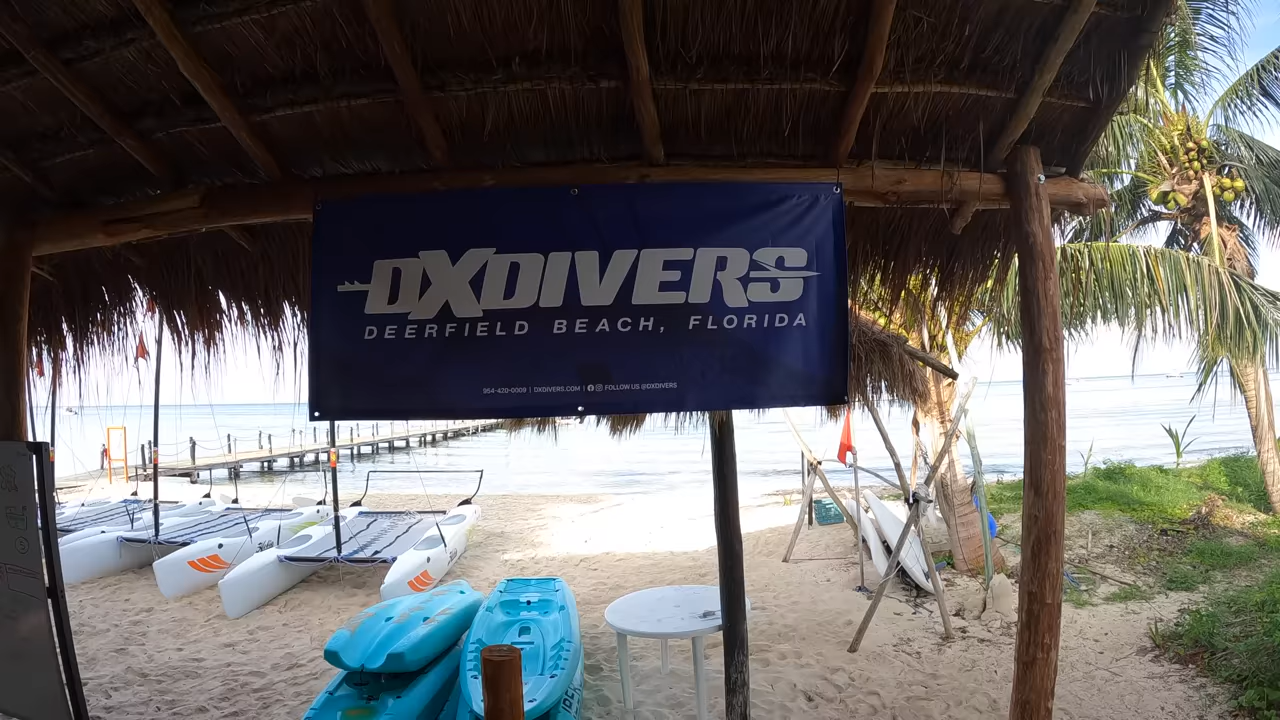 DXDIVERS
DEERFIELD BEACH, FLORIDA
954-420-0009 | DXDIVERS.COM | FOLLOW US @DXDIVERS